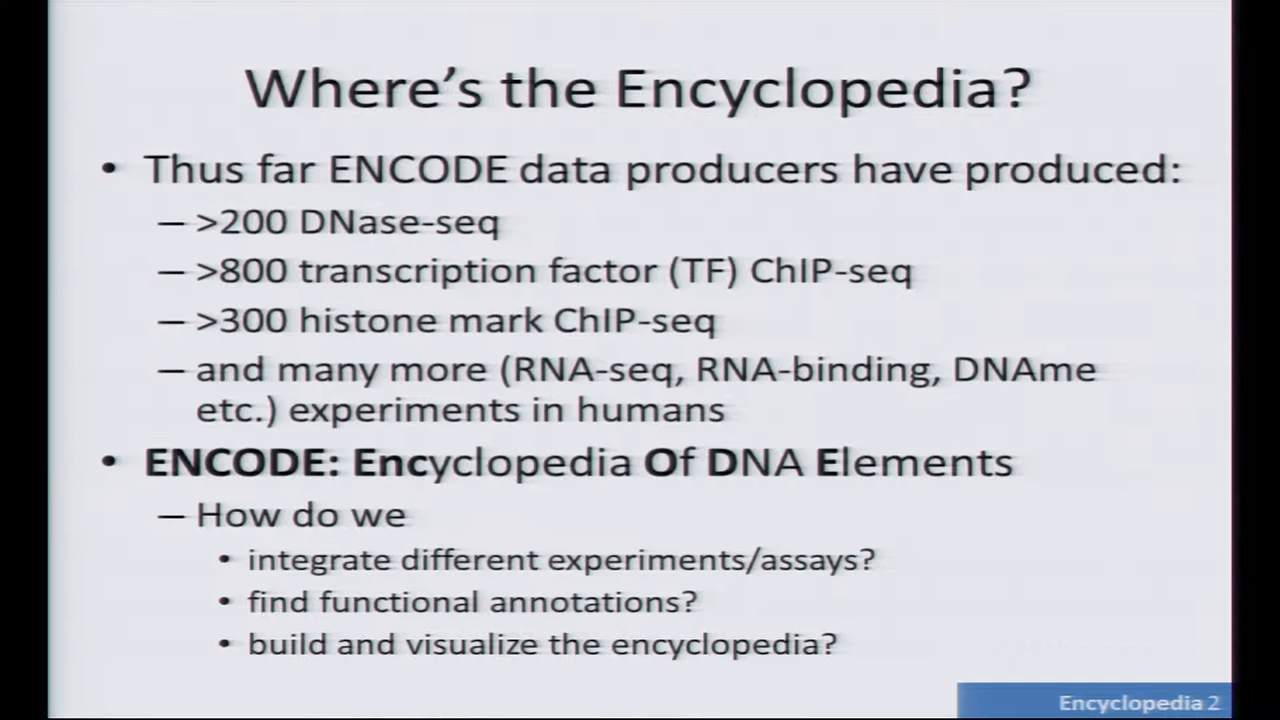 Where's the Encyclopedia?
• Thus far ENCODE data producers have produced:
– >200 DNase-seq
– >800 transcription factor (TF) ChIP-seq
– >300 histone mark ChIP-seq
– and many more (RNA-seq, RNA-binding, DNAme
etc.) experiments in humans
• ENCODE: Encyclopedia Of DNA Elements
– How do we
• integrate different experiments/assays?
• find functional annotations?
• build and visualize the encyclopedia?
Encyclopedia 2